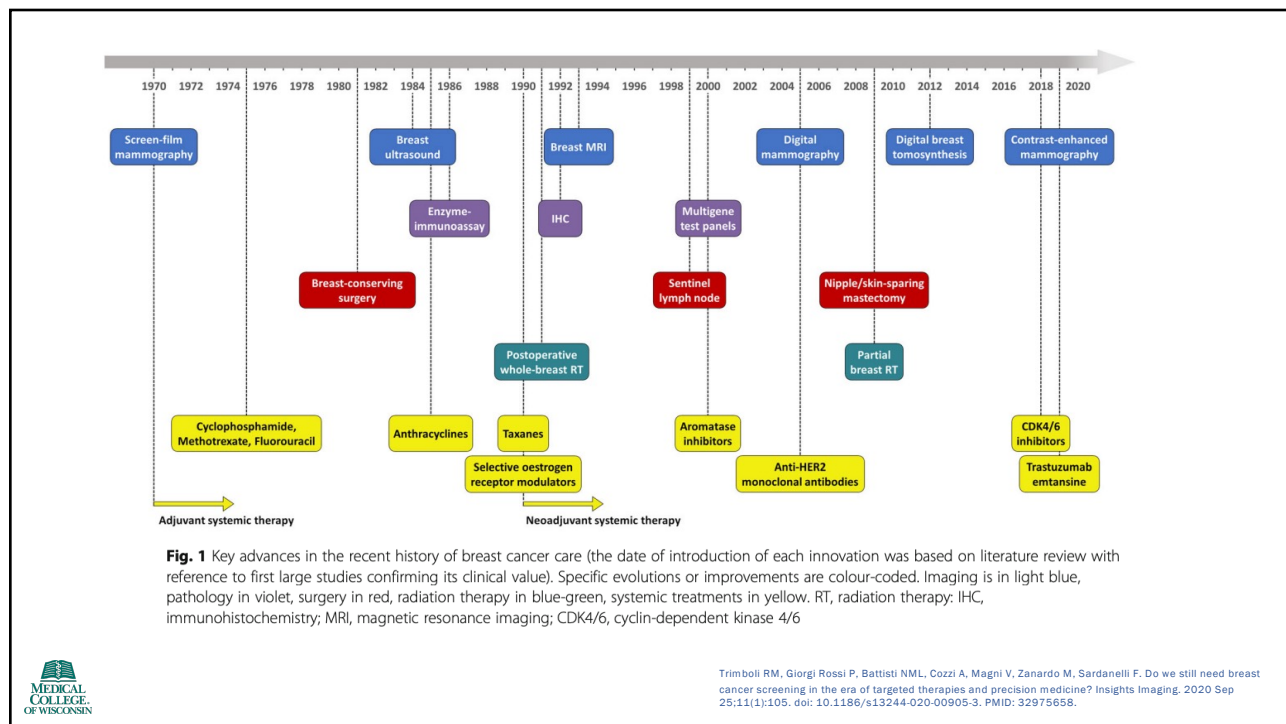 1970 1972 1974 1976 1978 1980 1982 1984 1986 1988 1990 1992 1994 1996 1998 2000 2002 2004 2006 2008 2010 2012 2014 2016 2018 2020
Screen-film
mammography
Breast
ultrasound
Breast MRI
Digital
mammography
Digital breast
tomosynthesis
Contrast-enhanced
mammography
Enzyme-
immunoassay
IHC
Multigene
test panels
Breast-conserving
surgery
Sentinel
lymph node
Nipple/skin-sparing
mastectomy
Postoperative
whole-breast RT
Partial
breast RT
Cyclophosphamide,
Methotrexate, Fluorouracil
Anthracyclines
Taxanes
Aromatase
inhibitors
CDK4/6
inhibitors
Selective oestrogen
receptor modulators
Anti-HER2
monoclonal antibodies
Trastuzumab
emtansine
Adjuvant systemic therapy
Neoadjuvant systemic therapy
Fig. 1 Key advances in the recent history of breast cancer care (the date of introduction of each innovation was based on literature review with
reference to first large studies confirming its clinical value). Specific evolutions or improvements are colour-coded. Imaging is in light blue,
pathology in violet, surgery in red, radiation therapy in blue-green, systemic treatments in yellow. RT, radiation therapy: IHC,
immunohistochemistry; MRI, magnetic resonance imaging; CDK4/6, cyclin-dependent kinase 4/6
MEDICAL
COLLEGE
OF WISCONSIN
Trimboli RM, Giorgi Rossi P, Battisti NML, Cozzi A, Magni V, Zanardo M, Sardanelli F. Do we still need breast
cancer screening in the era of targeted therapies and precision medicine? Insights Imaging. 2020 Sep
25;11(1):105. doi: 10.1186/s13244-020-00905-3. PMID: 32975658.